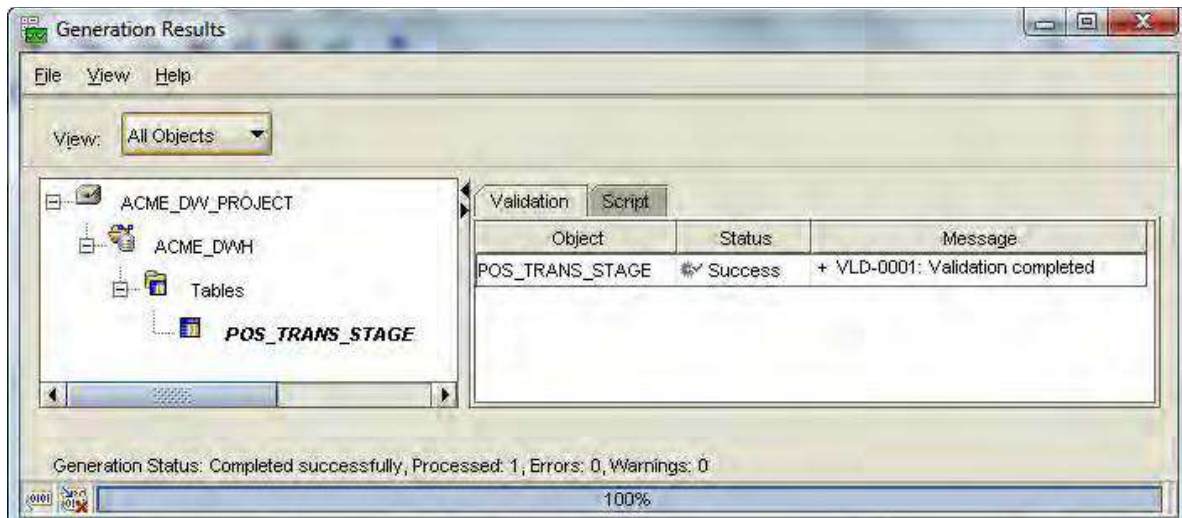 Generation Results
File View Help
View: All Objects
ACME_DW_PROJECT
ACME_DWH
Tables
POS_TRANS_STAGE
Validation Script
Object Status Message
POS_TRANS_STAGE Success + VLD-0001: Validation completed
Generation Status: Completed successfully, Processed: 1, Errors: 0, Warnings: 0
100%